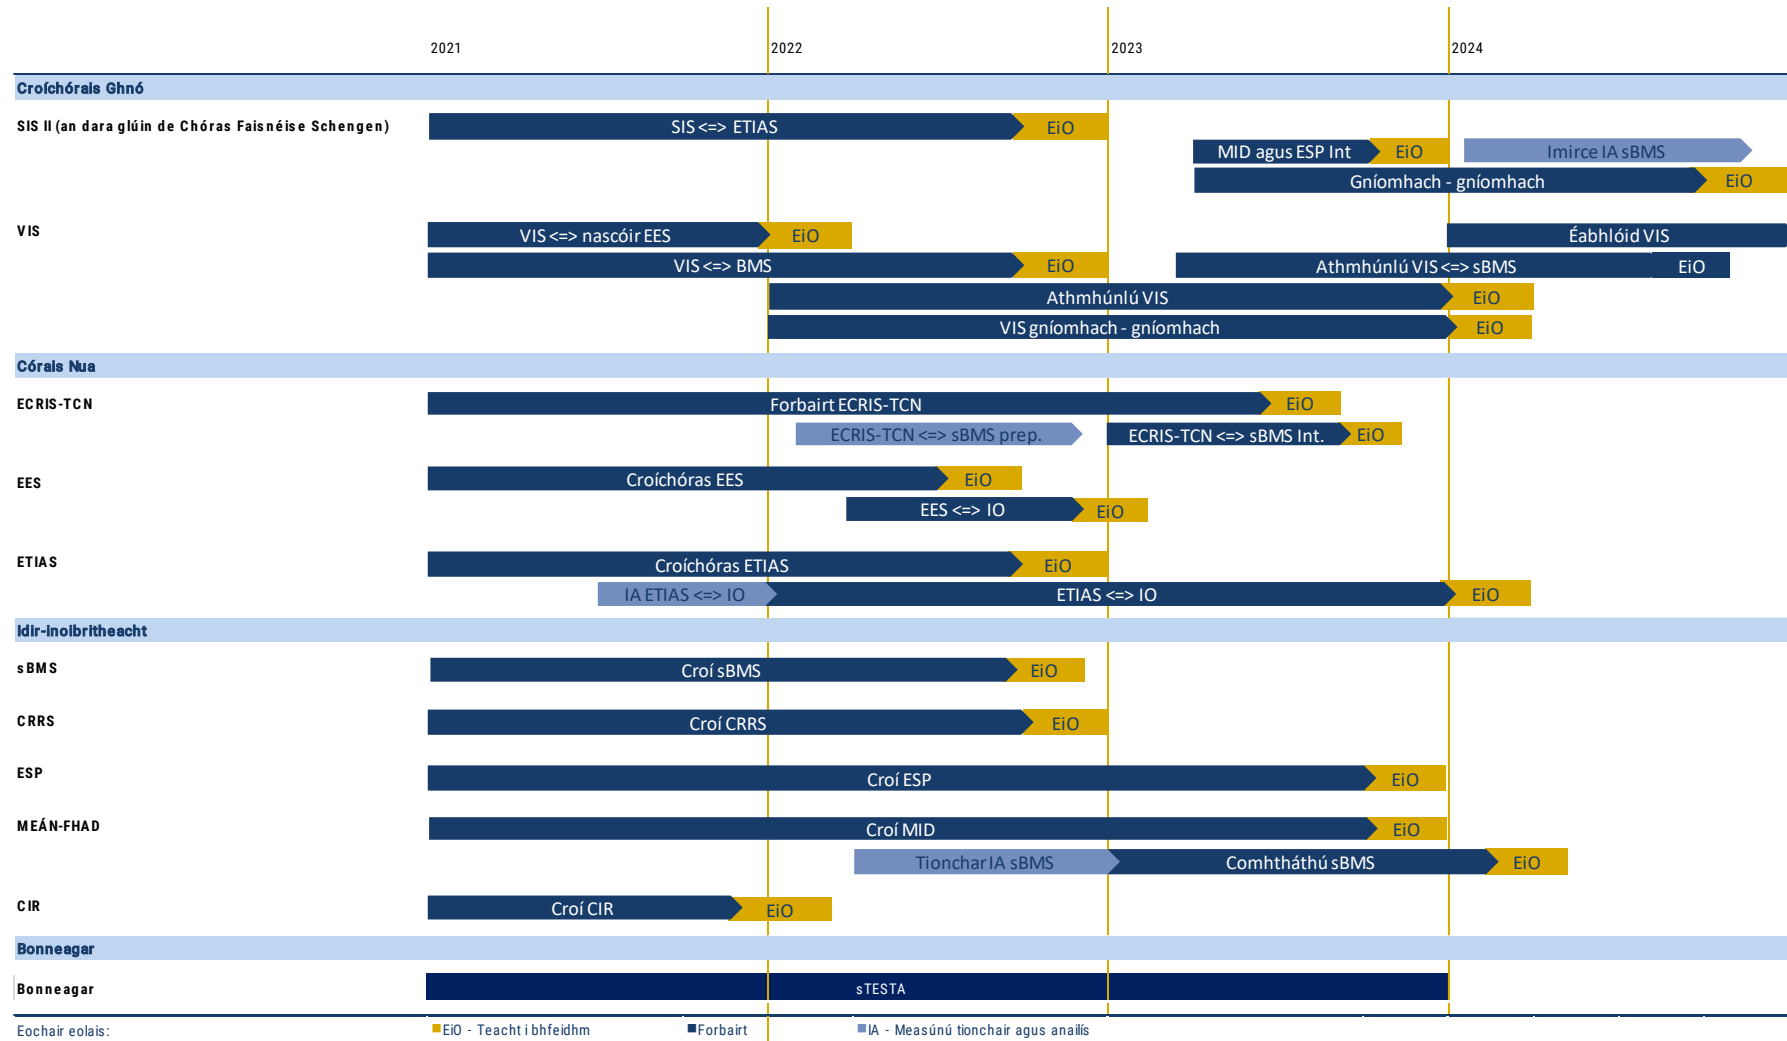 2021 2022 2023 2024
Croíchórais Ghnó
SIS II (an dara glúin de Chóras Faisnéise Schengen) SIS <=> ETIAS EiO
MID agus ESP Int EiO Imirce IA sBMS
Gníomhach - gníomhach EiO
VIS VIS <=> nascóir EES EiO Éabhlóid VIS
VIS <=> BMS EiO Athmhúnlú VIS <=> sBMS EiO
Athmhúnlú VIS EiO
VIS gníomhach - gníomhach EiO
Córais Nua
ECRIS-TCN Forbairt ECRIS-TCN EiO
ECRIS-TCN <=> sBMS prep. ECRIS-TCN <=> sBMS Int. EiO
EES Croíchóras EES EiO
EES <=> IO EiO
ETIAS Croíchóras ETIAS EiO
IA ETIAS <=> IO ETIAS <=> IO EiO
Idir-inoibritheacht
sBMS Croí sBMS EiO
CRRS Croí CRRS EiO
ESP Croí ESP EiO
MEÁN-FHAD Croí MID EiO
Tionchar IA sBMS Comhtháthú sBMS EiO
CIR Croí CIR EiO
Bonneagar
Bonneagar sTESTA
Eochair eolais: EiO - Teacht i bhfeidhm Forbairt IA - Measúnú tionchair agus anailís